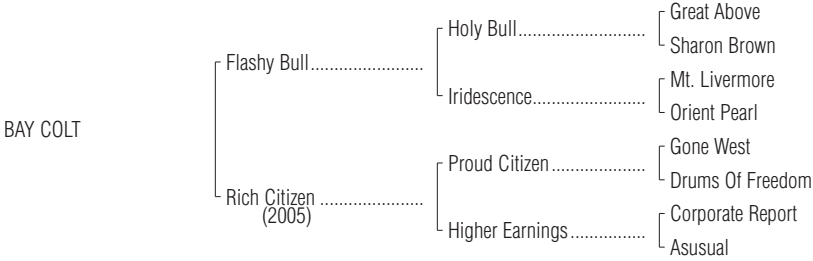 Great Above
Holy Bull..........................
Sharon Brown
Flashy Bull.......................
Mt. Livermore
Iridescence.......................
Orient Pearl
BAY COLT
Gone West
Proud Citizen ...................
Drums Of Freedom
Rich Citizen .....................
(2005)
Corporate Report
Higher Earnings................
Asusual